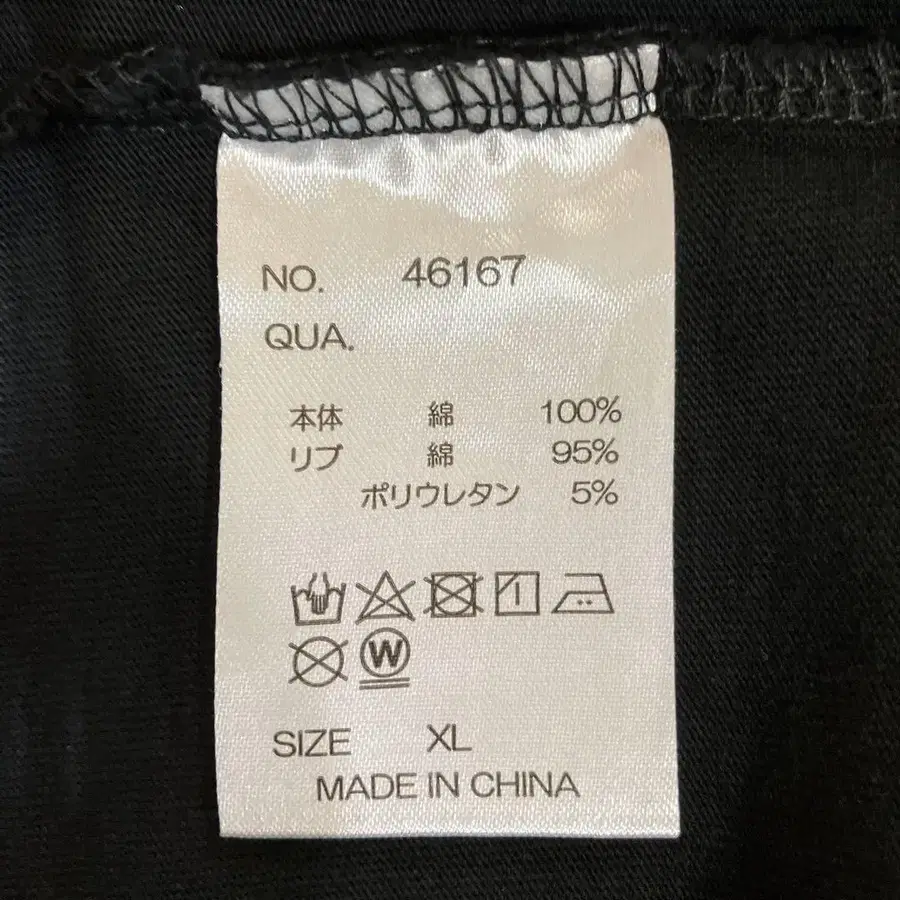 NO. 46167
QUA.
本体 綿 100%
リブ 綿 95%
ポリウレタン 5%
W
SIZE XL
MADE IN CHINA